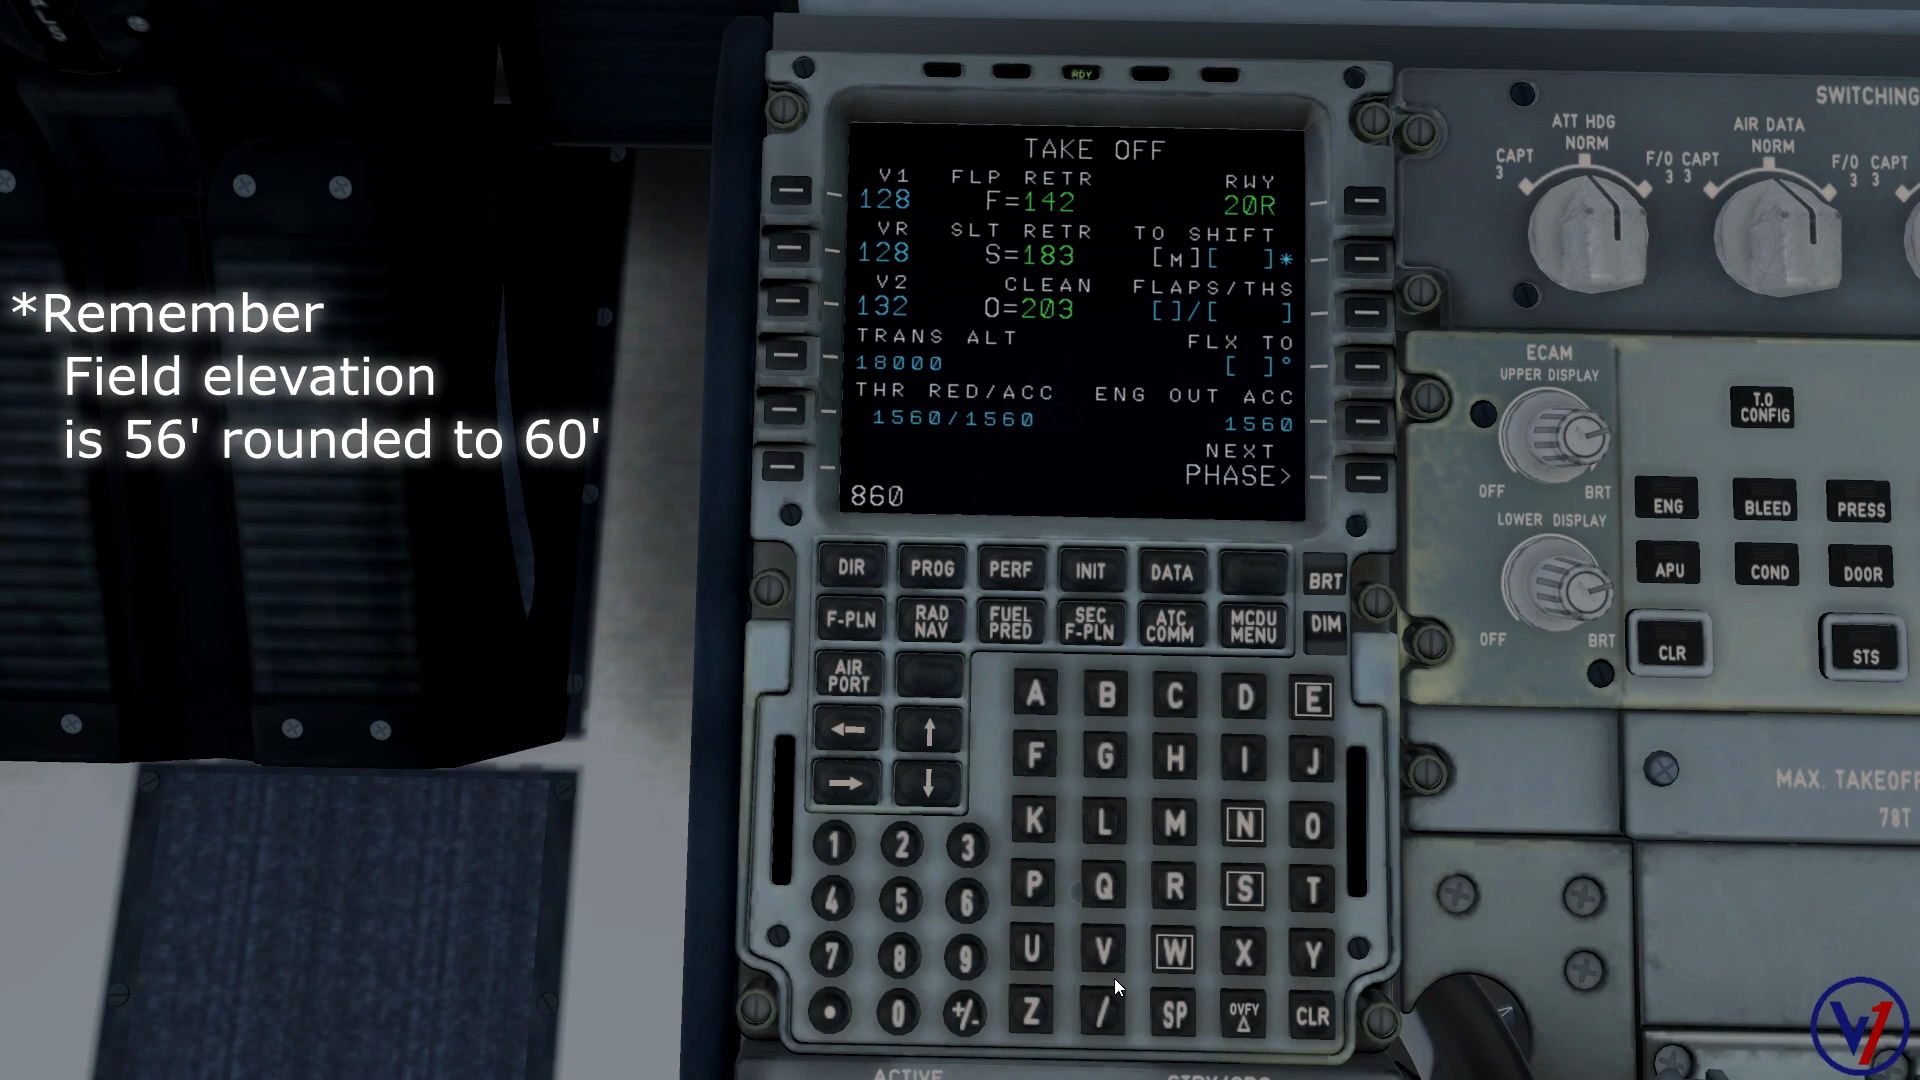 RDY
TAKE OFF
V1 FLP RETR RWY
128 F=142 20R
VR SLT RETR TO SHIFT
128 S=183 [M][ ]*
V2 CLEAN FLAPS/THS
132 O=203 []/[ ]
TRANS ALT FLX TO
18000 [ ]°
THR RED/ACC ENG OUT ACC
1560/1560 1560
NEXT
PHASE>
860
*Remember
Field elevation
is 56' rounded to 60'
DIR PROG PERF INIT DATA
BRT
F-PLN RAD NAV FUEL PRED SEC F-PLN ATC COMM MCDU MENU
DIM
AIR PORT
← ↑
→ ↓
A B C D E
F G H I J
K L M N O
P Q R S T
U V W X Y
Z / SP OVFY Δ CLR
1 2 3
4 5 6
7 8 9
. 0 +/-
SWITCHING
ATT HDG
NORM
CAPT
3
F/O
3
AIR DATA
NORM
CAPT
3
F/O
3
CAPT
3
ECAM
UPPER DISPLAY
OFF BRT
LOWER DISPLAY
OFF BRT
T.O
CONFIG
ENG BLEED PRESS
APU COND DOOR
CLR STS
MAX. TAKEOFF
78T
ACTIVE
V1